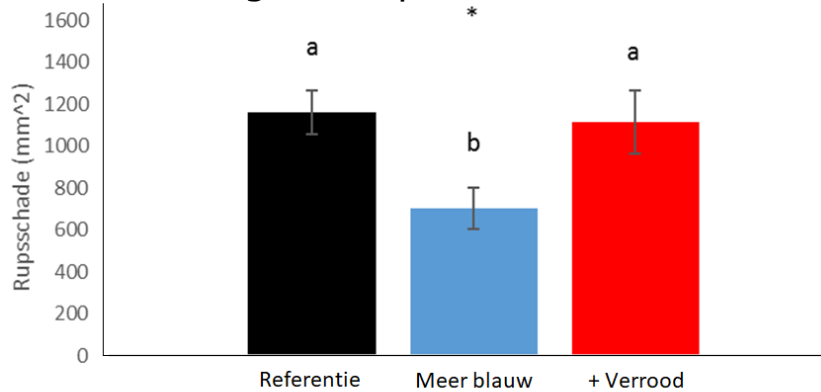 1600
1400
1200
1000
800
600
400
200
0
Rupsschade (mm^2)
*
a
b
a
Referentie
Meer blauw
+ Verrood